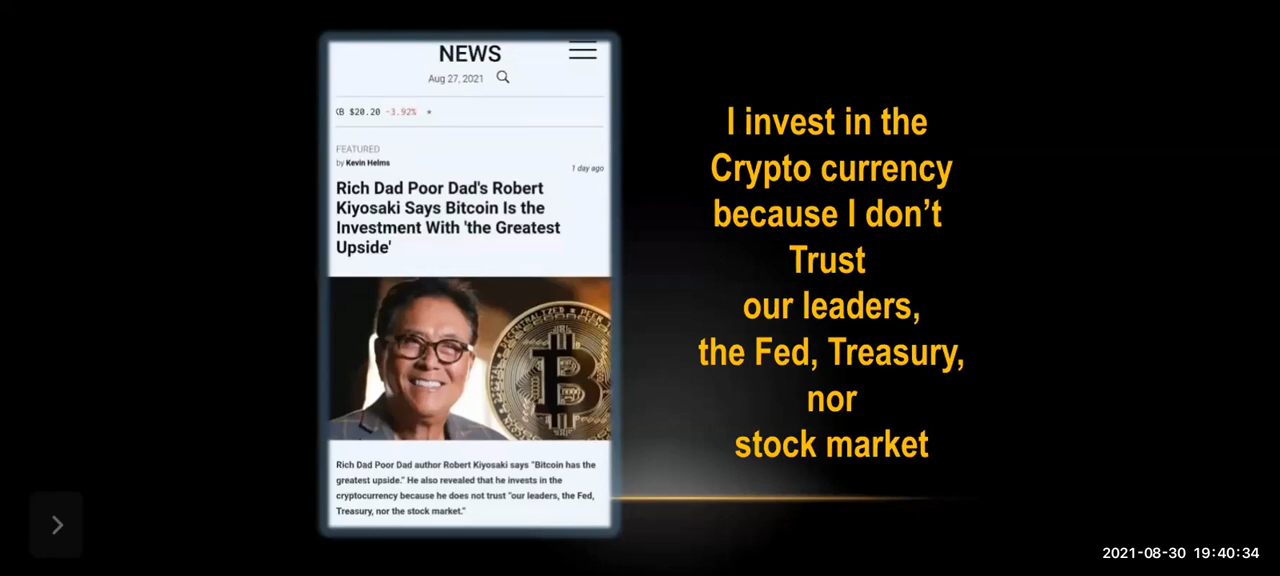 NEWS
Aug 27, 2021
KB $20.20 -3.92%
FEATURED
by Kevin Helms
1 day ago
Rich Dad Poor Dad's Robert
Kiyosaki Says Bitcoin Is the
Investment With 'the Greatest
Upside'
DECENTRALIZED ★ PEER
Rich Dad Poor Dad author Robert Kiyosaki says "Bitcoin has the
greatest upside." He also revealed that he invests in the
cryptocurrency because he does not trust "our leaders, the Fed,
Treasury, nor the stock market."
I invest in the
Crypto currency
because I don’t
Trust
our leaders,
the Fed, Treasury,
nor
stock market
2021-08-30 19:40:34